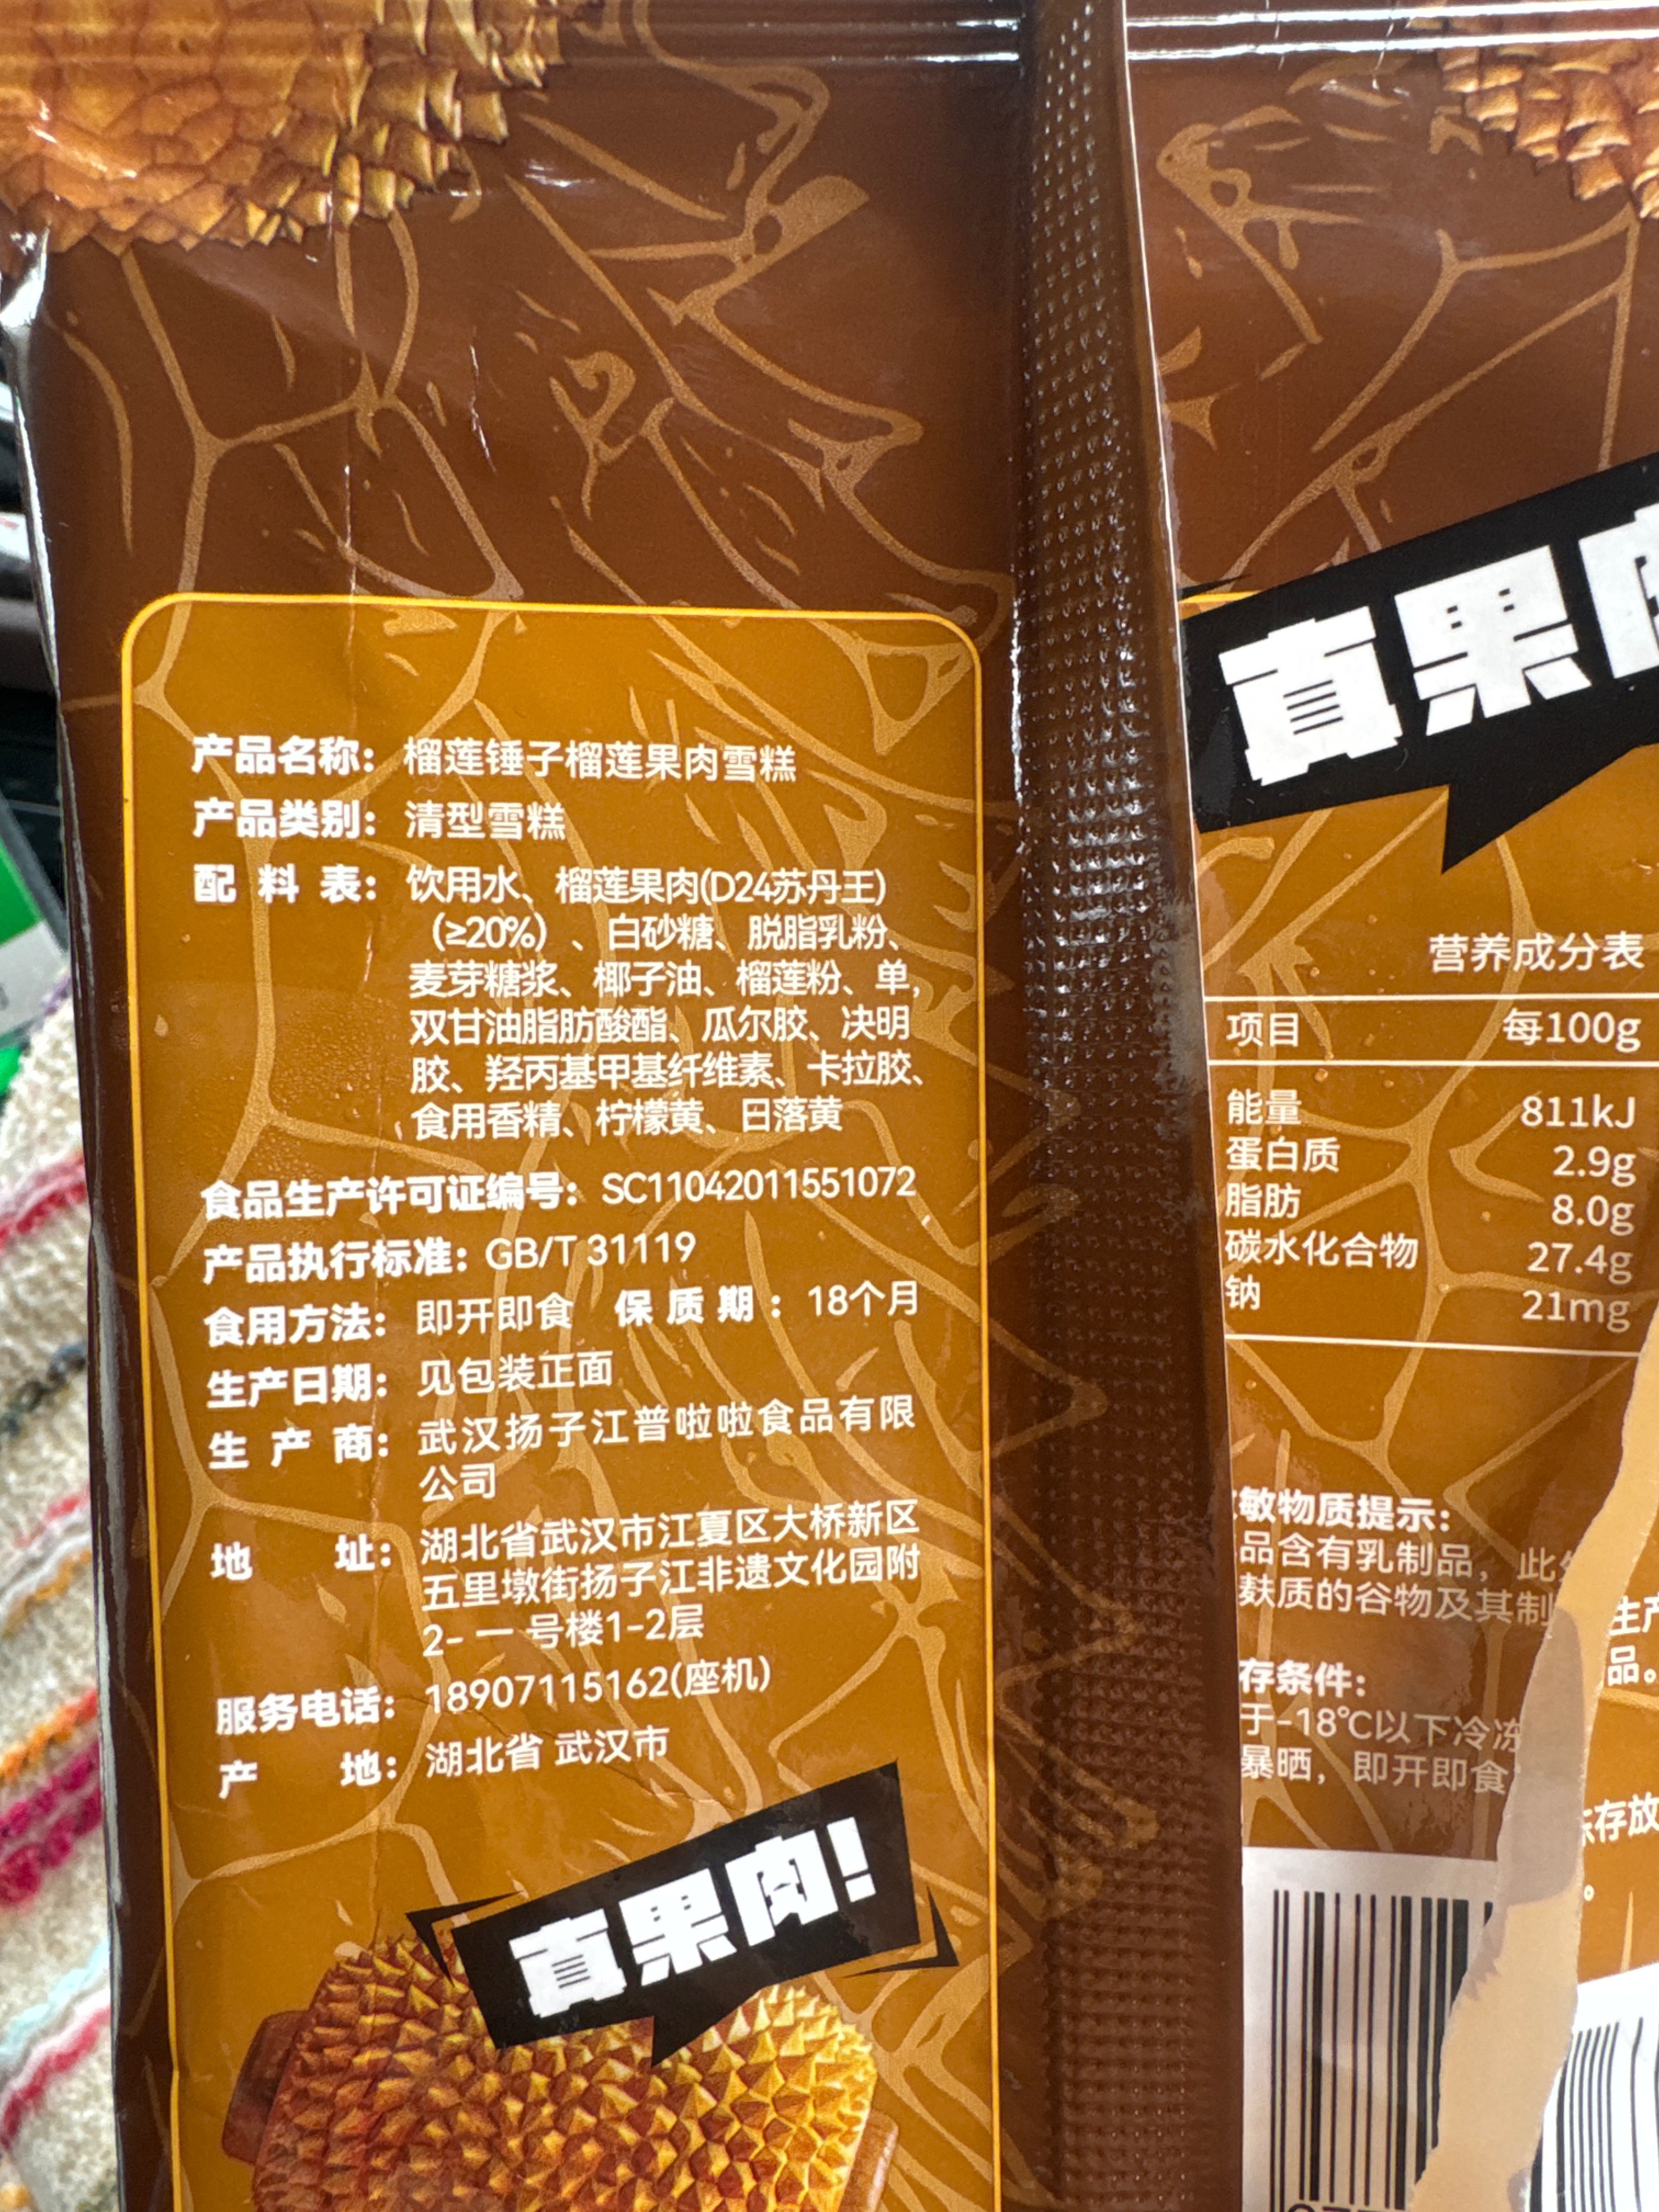 产品名称：榴莲锤子榴莲果肉雪糕
产品类别：清型雪糕
配料表：饮用水、榴莲果肉(D24苏丹王)
（≥20%）、白砂糖、脱脂乳粉、
麦芽糖浆、椰子油、榴莲粉、单，
双甘油脂肪酸酯、瓜尔胶、决明
胶、羟丙基甲基纤维素、卡拉胶、
食用香精、柠檬黄、日落黄
食品生产许可证编号：SC11042011551072
产品执行标准：GB/T 31119
食用方法：即开即食 保质期：18个月
生产日期：见包装正面
生产商：武汉扬子江普啦啦食品有限
公司
地址：湖北省武汉市江夏区大桥新区
五里墩街扬子江非遗文化园附
2-一号楼1-2层
服务电话：18907115162(座机)
产地：湖北省 武汉市
真果肉!
真果
营养成分表
项目 每100g
能量 811kJ
蛋白质 2.9g
脂肪 8.0g
碳水化合物 27.4g
钠 21mg
敏物质提示：
品含有乳制品，此
麸质的谷物及其制
生产
品。
存条件：
于-18℃以下冷冻
暴晒，即开即食
存放